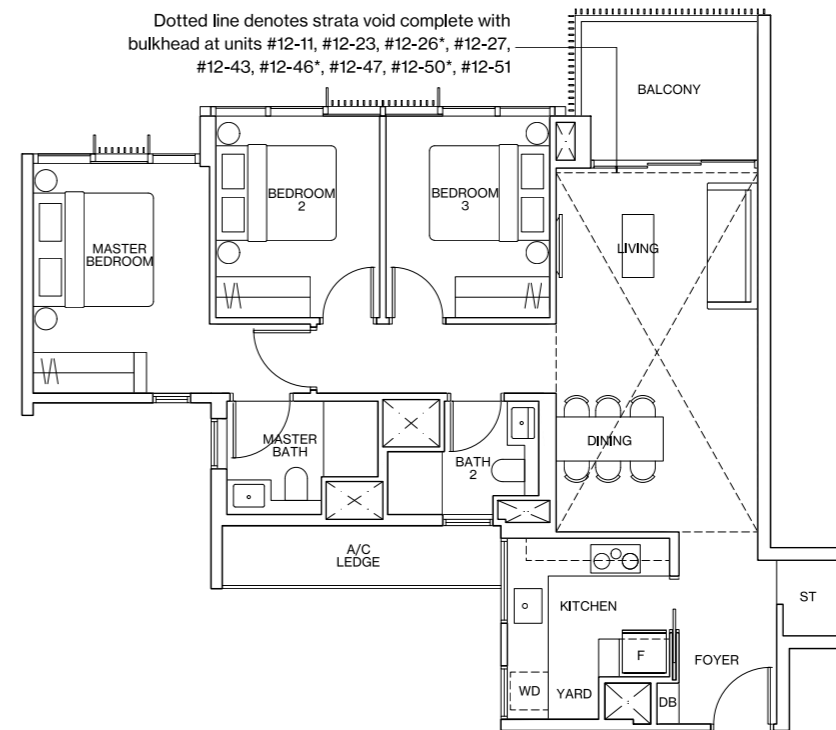 Dotted line denotes strata void complete with
bulkhead at units #12-11, #12-23, #12-26*, #12-27,
#12-43, #12-46*, #12-47, #12-50*, #12-51
BALCONY
BEDROOM
2
BEDROOM
3
MASTER
BEDROOM
LIVING
MASTER
BATH
BATH
2
DINING
A/C
LEDGE
KITCHEN
ST
F
FOYER
WD
YARD
DB